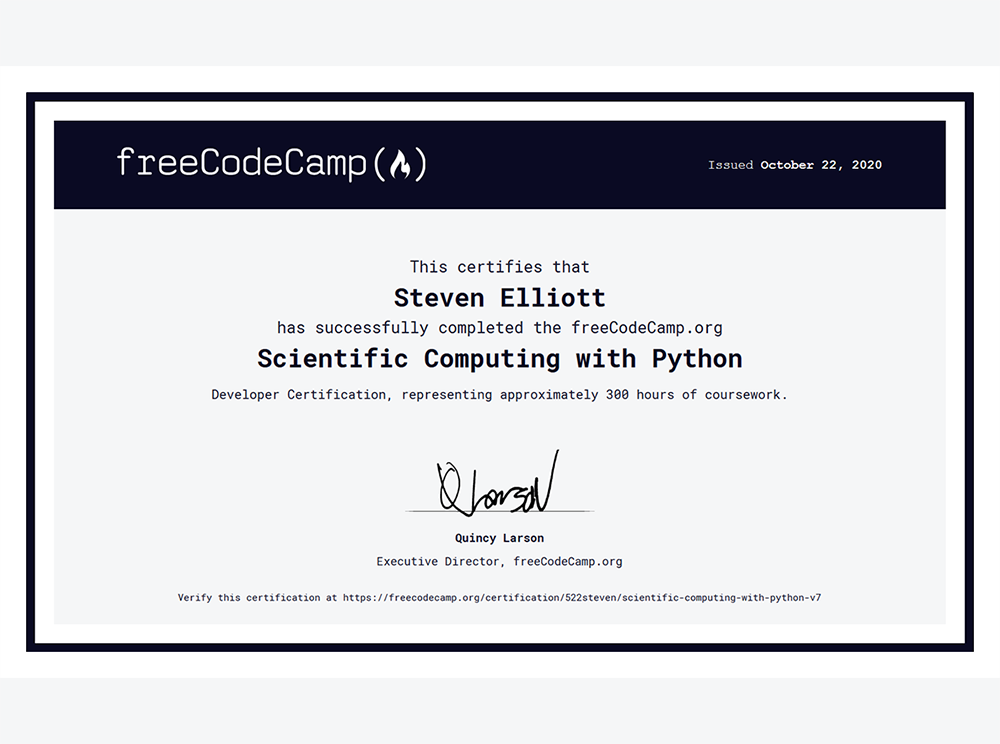 freeCodeCamp(🔥)
Issued October 22, 2020
This certifies that
Steven Elliott
has successfully completed the freeCodeCamp.org
Scientific Computing with Python
Developer Certification, representing approximately 300 hours of coursework.
Q Larson
Quincy Larson
Executive Director, freeCodeCamp.org
Verify this certification at https://freecodecamp.org/certification/522steven/scientific-computing-with-python-v7